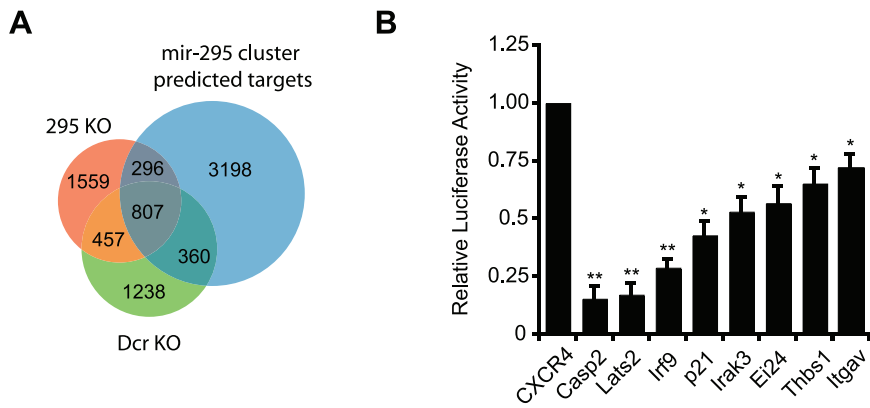 A
mir-295 cluster
predicted targets
295 KO
1559
296
3198
807
457
360
1238
Dcr KO
B
Relative Luciferase Activity
1.25
1.00
0.75
0.5
0.25
0
**
**
**
*
*
*
*
*
CXCR4
Casp2
Lats2
Irf9
p21
Irak3
Ei24
Thbs1
Itgav